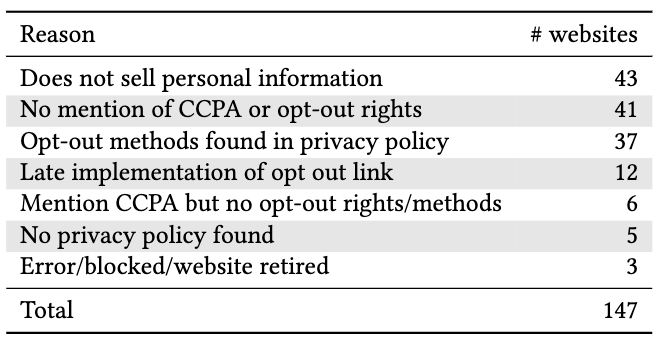 Reason # websites
Does not sell personal information 43
No mention of CCPA or opt-out rights 41
Opt-out methods found in privacy policy 37
Late implementation of opt out link 12
Mention CCPA but no opt-out rights/methods 6
No privacy policy found 5
Error/blocked/website retired 3
Total 147